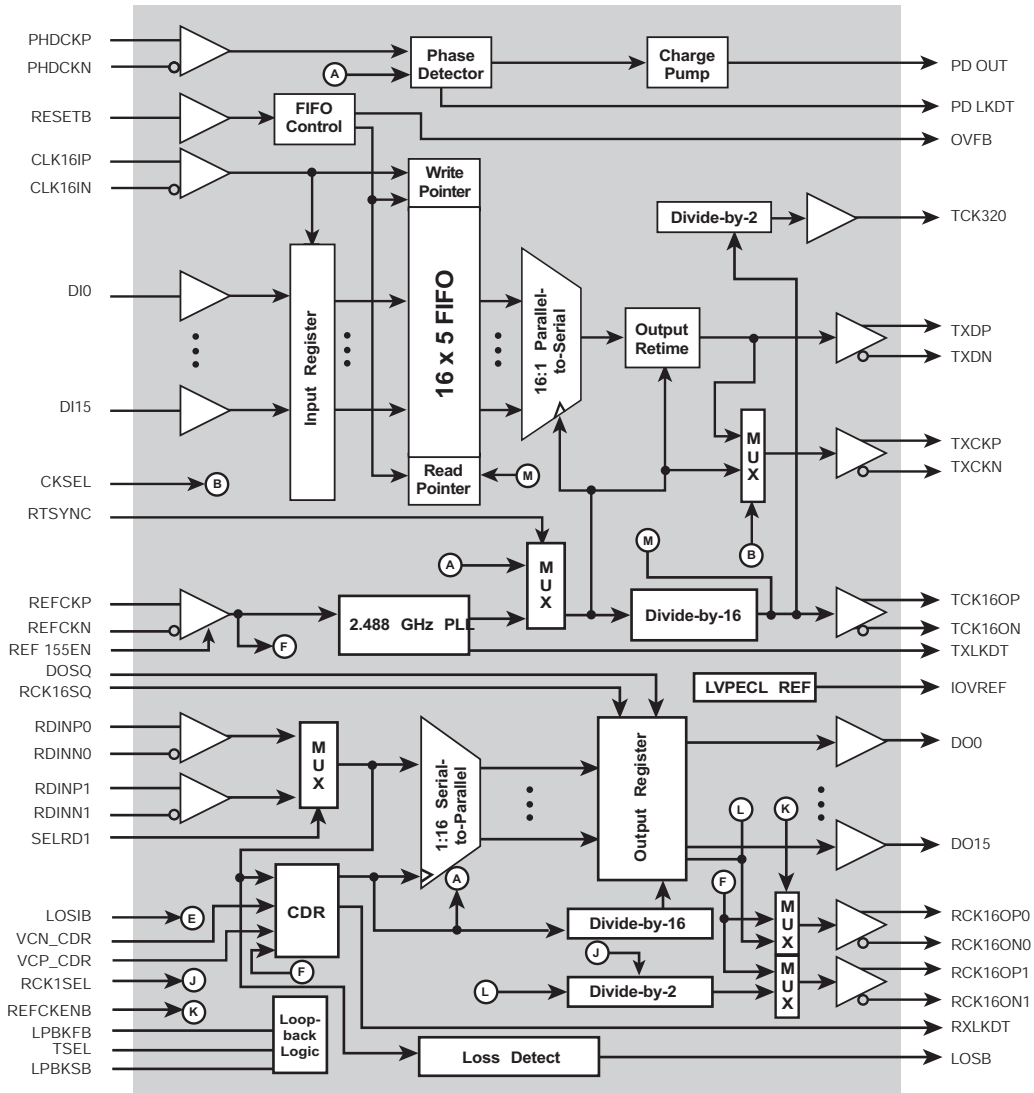 PHDCKP
PHDCKN
RESETB
CLK16IP
CLK16IN
DI0
DI15
CKSEL
RTSYNC
REFCKP
REFCKN
REF 155EN
DOSQ
RCK16SQ
RDINP0
RDINN0
RDINP1
RDINN1
SELRD1
LOSIB
VCN_CDR
VCP_CDR
RCK1SEL
REFCKENB
LPBKFB
TSEL
LPBKSB
A
Phase
Detector
Charge
Pump
FIFO
Control
Write
Pointer
16 x 5 FIFO
Read
Pointer
Input Register
16:1 Parallel-
to-Serial
Output
Retime
Divide-by-2
MUX
B
B
M
M
A
MUX
F
2.488 GHz PLL
Divide-by-16
LVPECL REF
MUX
1:16 Serial-
to-Parallel
Output Register
A
CDR
E
J
K
F
Loop-
back
Logic
Loss Detect
Divide-by-16
J
L
Divide-by-2
L
K
F
MUX
MUX
PD OUT
PD LKDT
OVFB
TCK320
TXDP
TXDN
TXCKP
TXCKN
TCK16OP
TCK16ON
TXLKDT
IOVREF
DO0
DO15
RCK16OP0
RCK16ON0
RCK16OP1
RCK16ON1
RXLKDT
LOSB